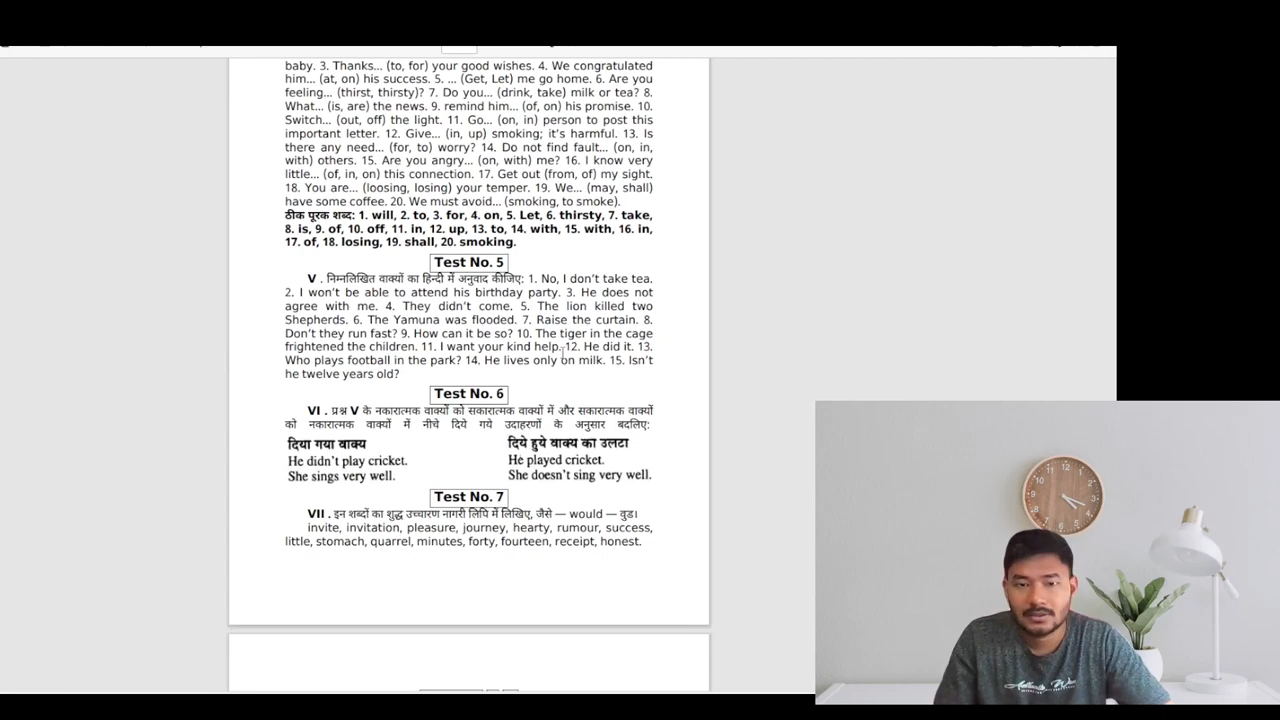 baby. 3. Thanks... (to, for) your good wishes. 4. We congratulated
him... (at, on) his success. 5. ... (Get, Let) me go home. 6. Are you
feeling... (thirst, thirsty)? 7. Do you... (drink, take) milk or tea? 8.
What... (is, are) the news. 9. remind him... (of, on) his promise. 10.
Switch... (out, off) the light. 11. Go... (on, in) person to post this
important letter. 12. Give... (in, up) smoking; it's harmful. 13. Is
there any need... (for, to) worry? 14. Do not find fault... (on, in,
with) others. 15. Are you angry... (on, with) me? 16. I know very
little... (of, in, on) this connection. 17. Get out (from, of) my sight.
18. You are... (loosing, losing) your temper. 19. We... (may, shall)
have some coffee. 20. We must avoid... (smoking, to smoke).
ठीक पूरक शब्द: 1. will, 2. to, 3. for, 4. on, 5. Let, 6. thirsty, 7. take,
8. is, 9. of, 10. off, 11. in, 12. up, 13. to, 14. with, 15. with, 16. in,
17. of, 18. losing, 19. shall, 20. smoking.
Test No. 5
V . निम्नलिखित वाक्यों का हिन्दी में अनुवाद कीजिए: 1. No, I don't take tea.
2. I won't be able to attend his birthday party. 3. He does not
agree with me. 4. They didn't come. 5. The lion killed two
Shepherds. 6. The Yamuna was flooded. 7. Raise the curtain. 8.
Don't they run fast? 9. How can it be so? 10. The tiger in the cage
frightened the children. 11. I want your kind help. 12. He did it. 13.
Who plays football in the park? 14. He lives only on milk. 15. Isn't
he twelve years old?
Test No. 6
VI . प्रश्न V के नकारात्मक वाक्यों को सकारात्मक वाक्यों में और सकारात्मक वाक्यों
को नकारात्मक वाक्यों में नीचे दिये गये उदाहरणों के अनुसार बदलिए:
दिया गया वाक्य दिये हुये वाक्य का उलटा
He didn't play cricket. He played cricket.
She sings very well. She doesn't sing very well.
Test No. 7
VII . इन शब्दों का शुद्ध उच्चारण नागरी लिपि में लिखिए, जैसे — would — वुड।
invite, invitation, pleasure, journey, hearty, rumour, success,
little, stomach, quarrel, minutes, forty, fourteen, receipt, honest.
12
1
2
3
4
5
6
7
8
9
10
11